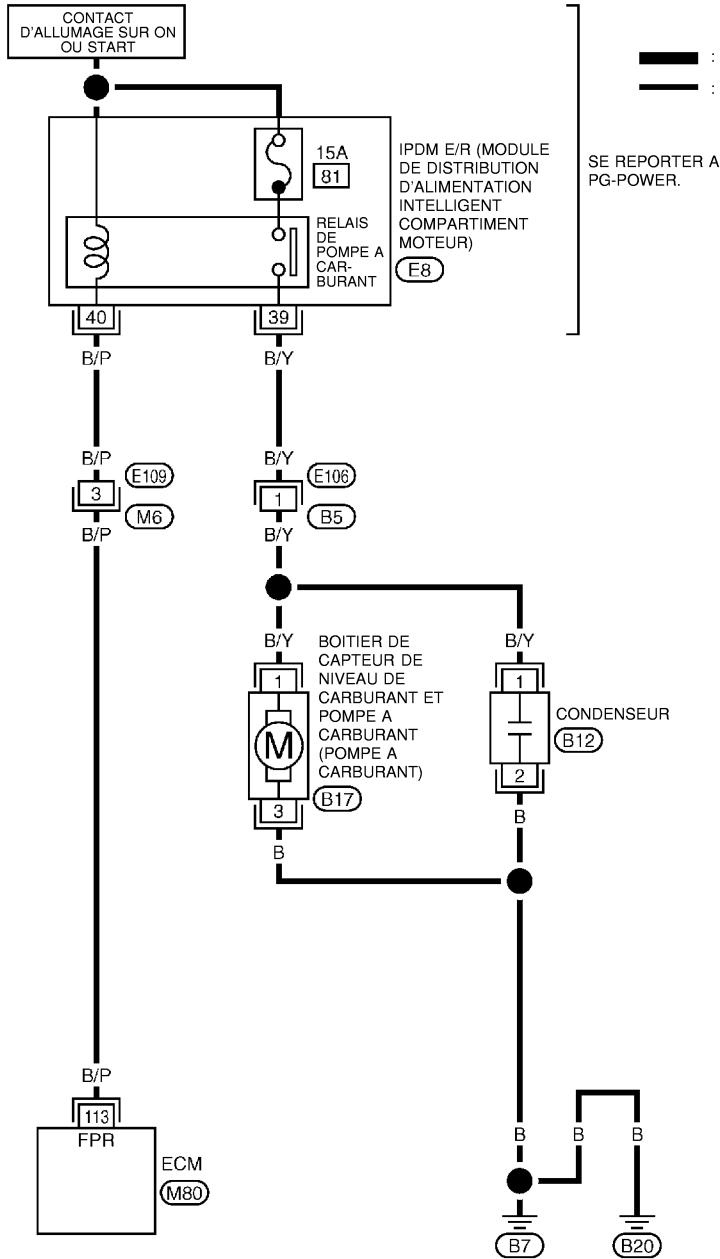 CONTACT
D'ALLUMAGE SUR ON
OU START
:
:
15A
81
IPDM E/R (MODULE
DE DISTRIBUTION
D'ALIMENTATION
INTELLIGENT
COMPARTIMENT
MOTEUR)
E8
SE REPORTER A
PG-POWER.
RELAIS
DE
POMPE A
CAR-
BURANT
40
39
B/P
B/Y
B/P
B/Y
E109
E106
3
1
M6
B5
B/P
B/Y
B/Y
B/Y
BOITIER DE
CAPTEUR DE
NIVEAU DE
CARBURANT ET
POMPE A
CARBURANT
(POMPE A
CARBURANT)
B17
1
M
3
B
1
CONDENSEUR
B12
2
B
B/P
113
FPR
ECM
M80
B
B
B
B7
B20